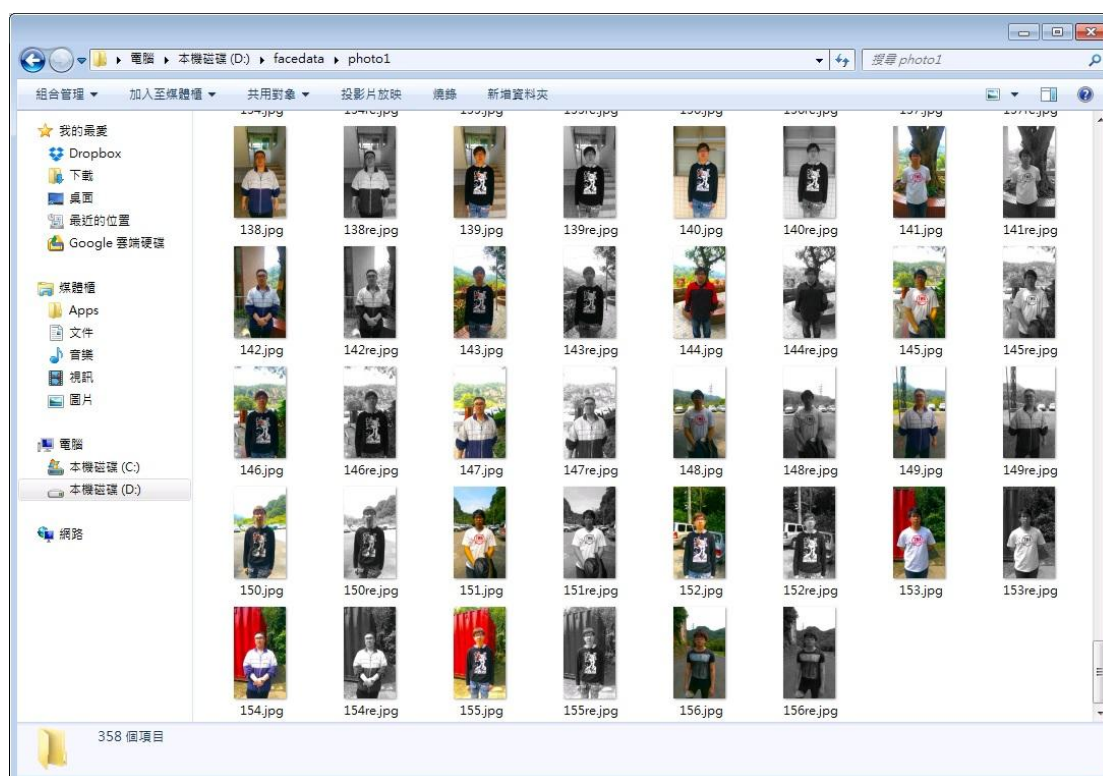 電腦 ▸ 本機磁碟 (D:) ▸ facedata ▸ photo1
搜尋 photo1
組合管理 ▼ 加入至媒體櫃 ▼ 共用對象 ▼ 投影片放映 燒錄 新增資料夾
我的最愛
Dropbox
下載
桌面
最近的位置
Google 雲端硬碟
媒體櫃
Apps
文件
音樂
視訊
圖片
電腦
本機磁碟 (C:)
本機磁碟 (D:)
網路
138.jpg 138re.jpg 139.jpg 139re.jpg 140.jpg 140re.jpg 141.jpg 141re.jpg
142.jpg 142re.jpg 143.jpg 143re.jpg 144.jpg 144re.jpg 145.jpg 145re.jpg
146.jpg 146re.jpg 147.jpg 147re.jpg 148.jpg 148re.jpg 149.jpg 149re.jpg
150.jpg 150re.jpg 151.jpg 151re.jpg 152.jpg 152re.jpg 153.jpg 153re.jpg
154.jpg 154re.jpg 155.jpg 155re.jpg 156.jpg 156re.jpg
358 個項目